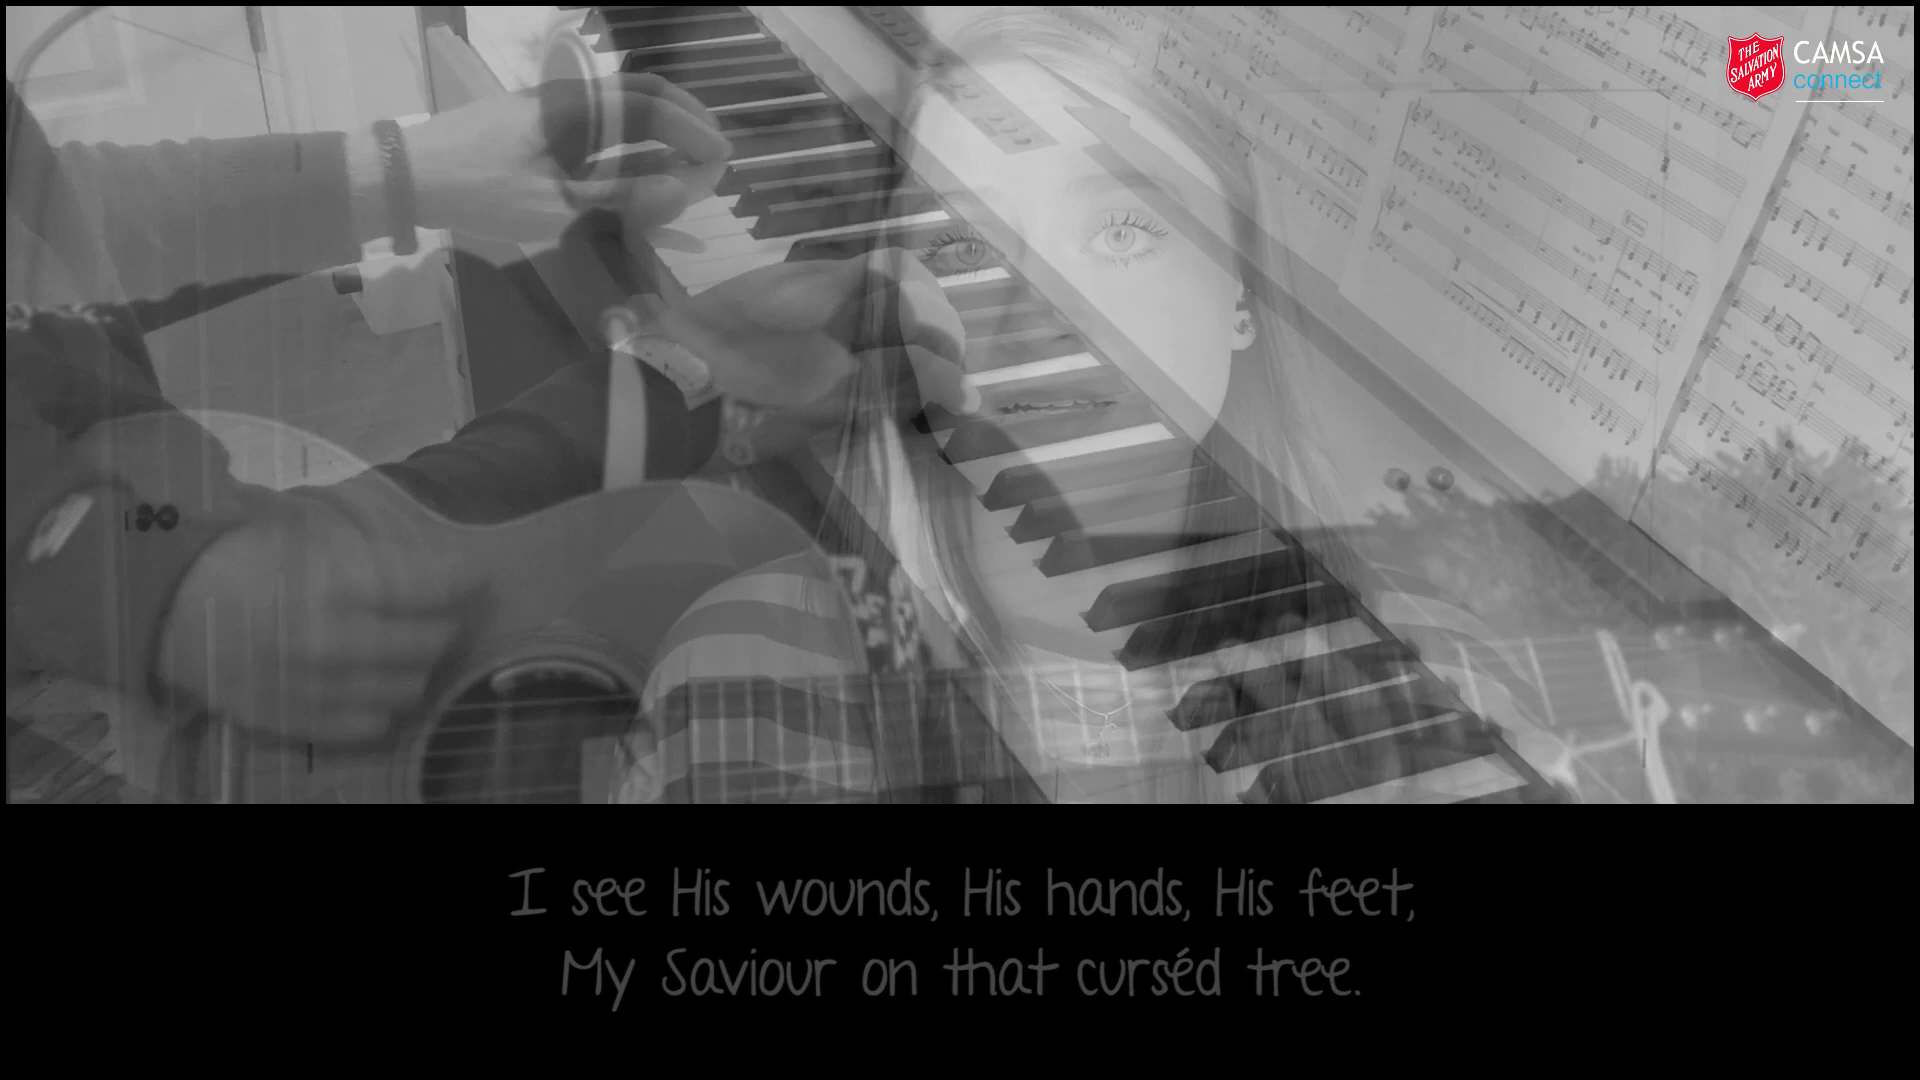 THE
SALVATION
ARMY
CAMSA
connect
I see His wounds, His hands, His feet,
My Saviour on that curséd tree.